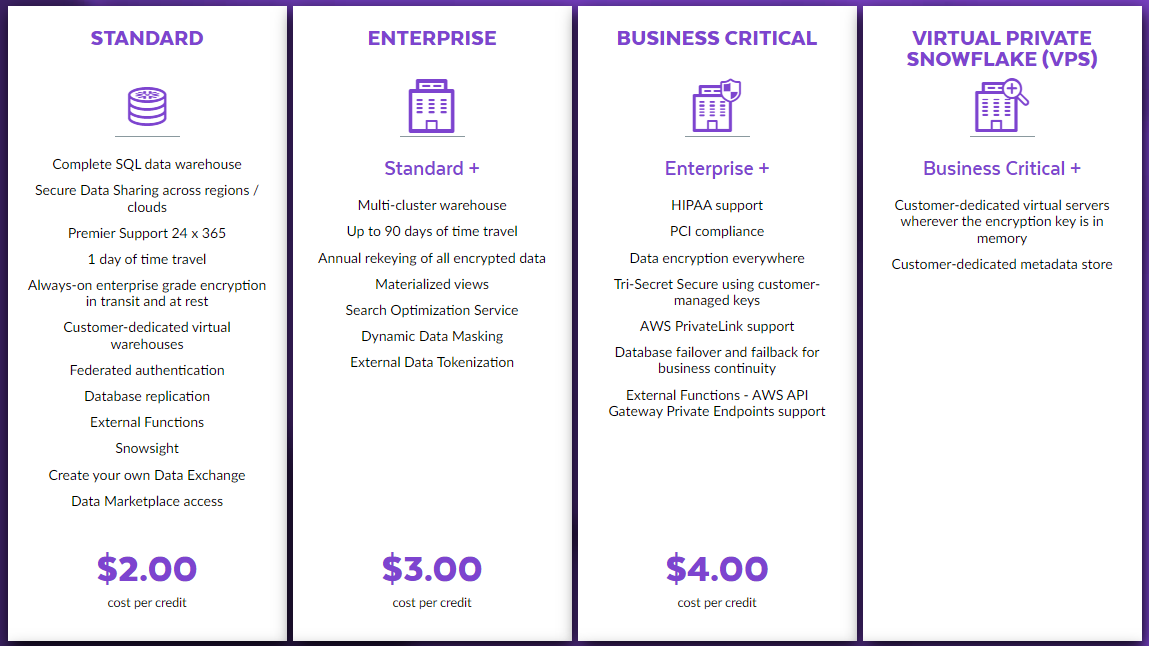 STANDARD
Complete SQL data warehouse
Secure Data Sharing across regions /
clouds
Premier Support 24 x 365
1 day of time travel
Always-on enterprise grade encryption
in transit and at rest
Customer-dedicated virtual
warehouses
Federated authentication
Database replication
External Functions
Snowsight
Create your own Data Exchange
Data Marketplace access
$2.00
cost per credit
ENTERPRISE
Standard +
Multi-cluster warehouse
Up to 90 days of time travel
Annual rekeying of all encrypted data
Materialized views
Search Optimization Service
Dynamic Data Masking
External Data Tokenization
$3.00
cost per credit
BUSINESS CRITICAL
Enterprise +
HIPAA support
PCI compliance
Data encryption everywhere
Tri-Secret Secure using customer-
managed keys
AWS PrivateLink support
Database failover and failback for
business continuity
External Functions - AWS API
Gateway Private Endpoints support
$4.00
cost per credit
VIRTUAL PRIVATE
SNOWFLAKE (VPS)
Business Critical +
Customer-dedicated virtual servers
wherever the encryption key is in
memory
Customer-dedicated metadata store